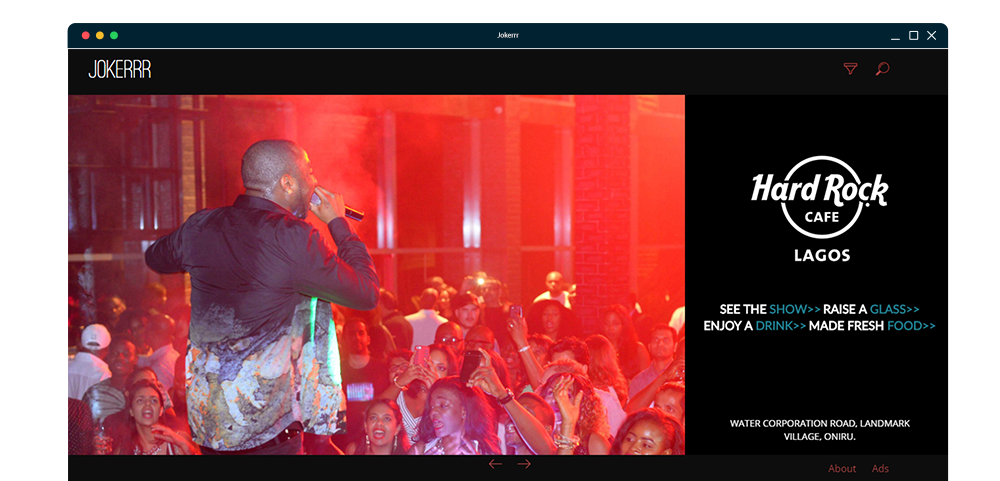 Jokerrr
JOKERRR
Hard Rock
CAFE
LAGOS
SEE THE SHOW>> RAISE A GLASS>>
ENJOY A DRINK>> MADE FRESH FOOD>>
WATER CORPORATION ROAD, LANDMARK
VILLAGE, ONIRU.
About Ads